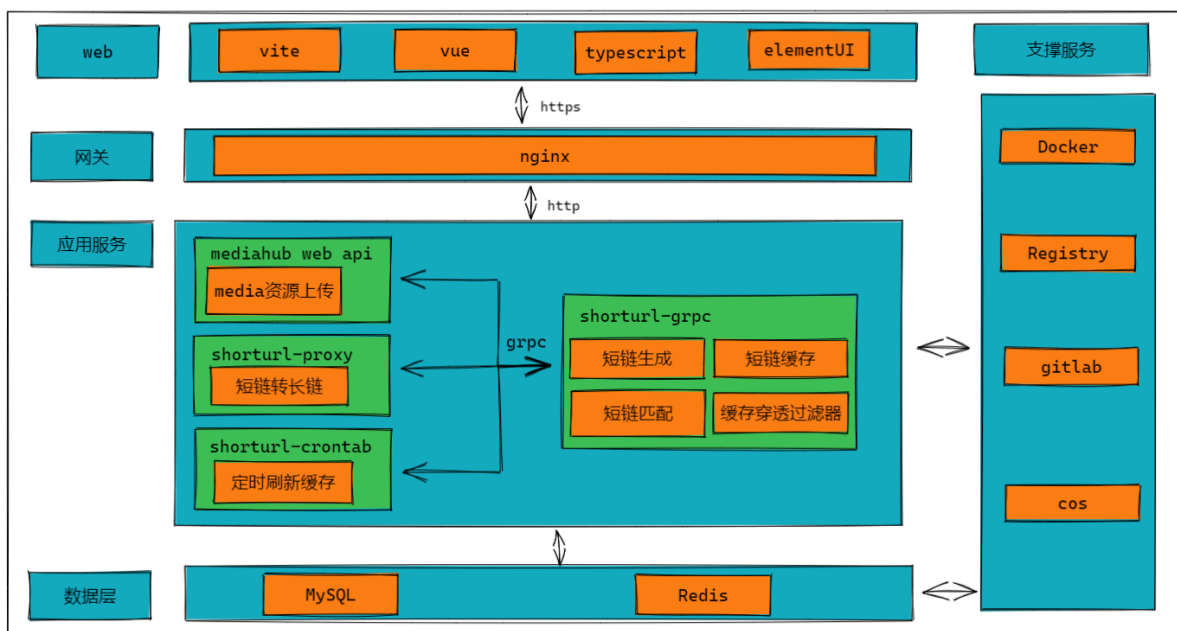 web
vite
vue
typescript
elementUI
支撑服务
https
网关
nginx
Docker
http
应用服务
mediahub web api
media资源上传
Registry
shorturl-grpc
grpc
shorturl-proxy
短链转长链
短链生成
短链缓存
gitlab
短链匹配
缓存穿透过滤器
shorturl-crontab
定时刷新缓存
cos
数据层
MySQL
Redis